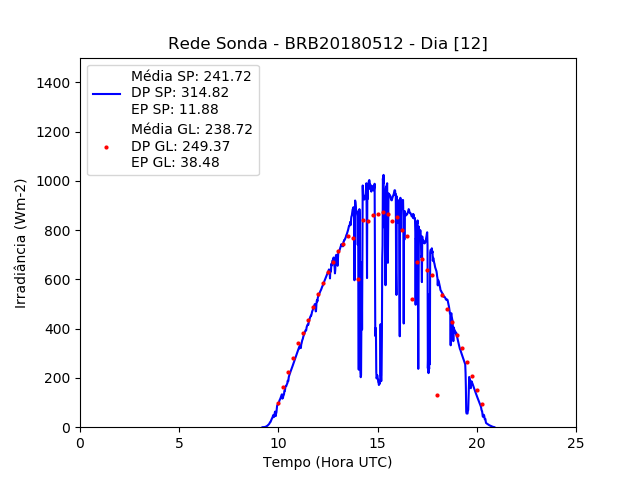 Rede Sonda - BRB20180512 - Dia [12]
Média SP: 241.72
DP SP: 314.82
EP SP: 11.88
Média GL: 238.72
DP GL: 249.37
EP GL: 38.48
Irradiância (Wm-2)
1400
1200
1000
800
600
400
200
0
0 5 10 15 20 25
Tempo (Hora UTC)